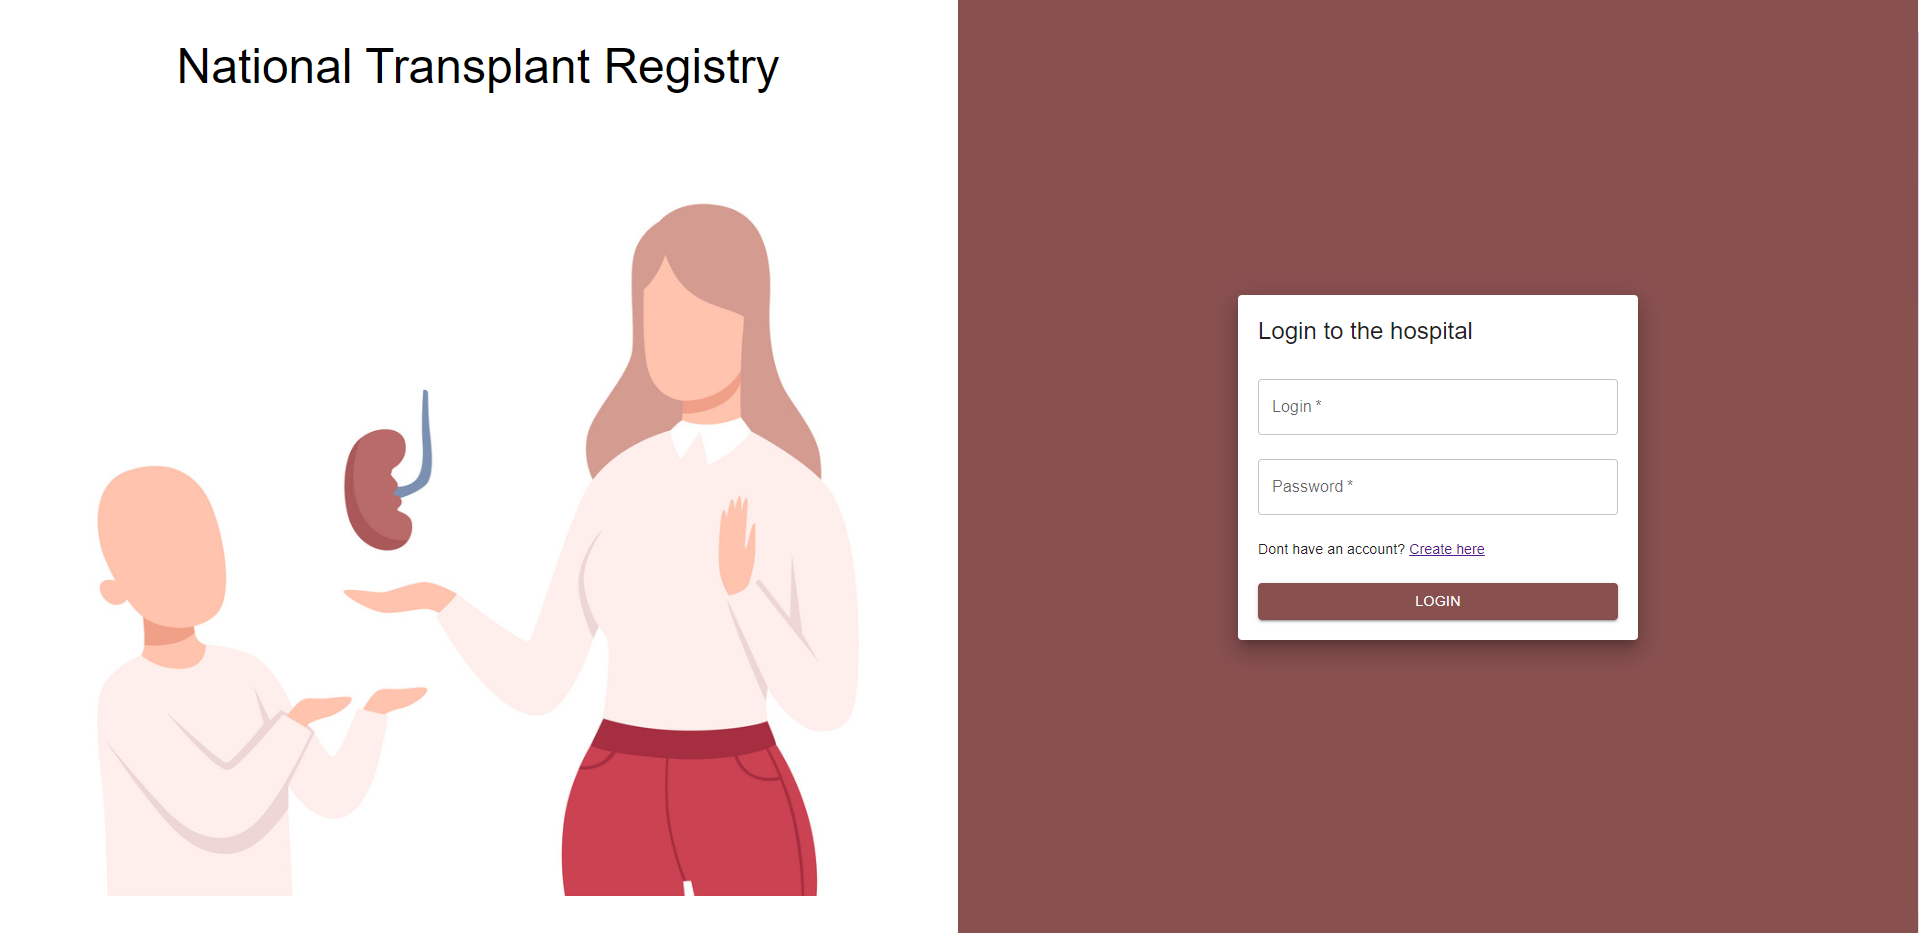 National Transplant Registry
Login to the hospital
Login *
Password *
Dont have an account? Create here
LOGIN